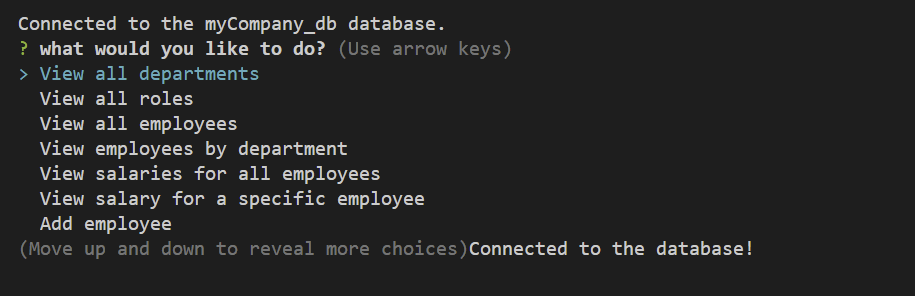 Connected to the myCompany_db database.
? what would you like to do? (Use arrow keys)
> View all departments
View all roles
View all employees
View employees by department
View salaries for all employees
View salary for a specific employee
Add employee
(Move up and down to reveal more choices)Connected to the database!